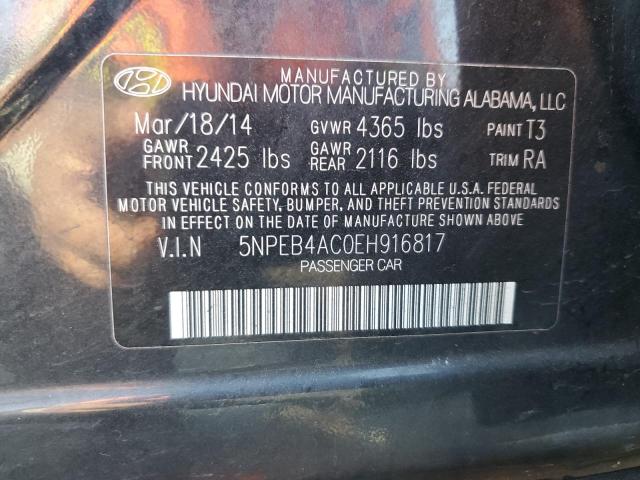 MANUFACTURED BY
HYUNDAI MOTOR MANUFACTURING ALABAMA, LLC
Mar/18/14 GVWR 4365 lbs PAINT T3
GAWR FRONT 2425 lbs GAWR REAR 2116 lbs TRIM RA
THIS VEHICLE CONFORMS TO ALL APPLICABLE U.S.A. FEDERAL
MOTOR VEHICLE SAFETY, BUMPER, AND THEFT PREVENTION STANDARDS
IN EFFECT ON THE DATE OF MANUFACTURE SHOWN ABOVE.
V.I.N 5NPEB4AC0EH916817
PASSENGER CAR